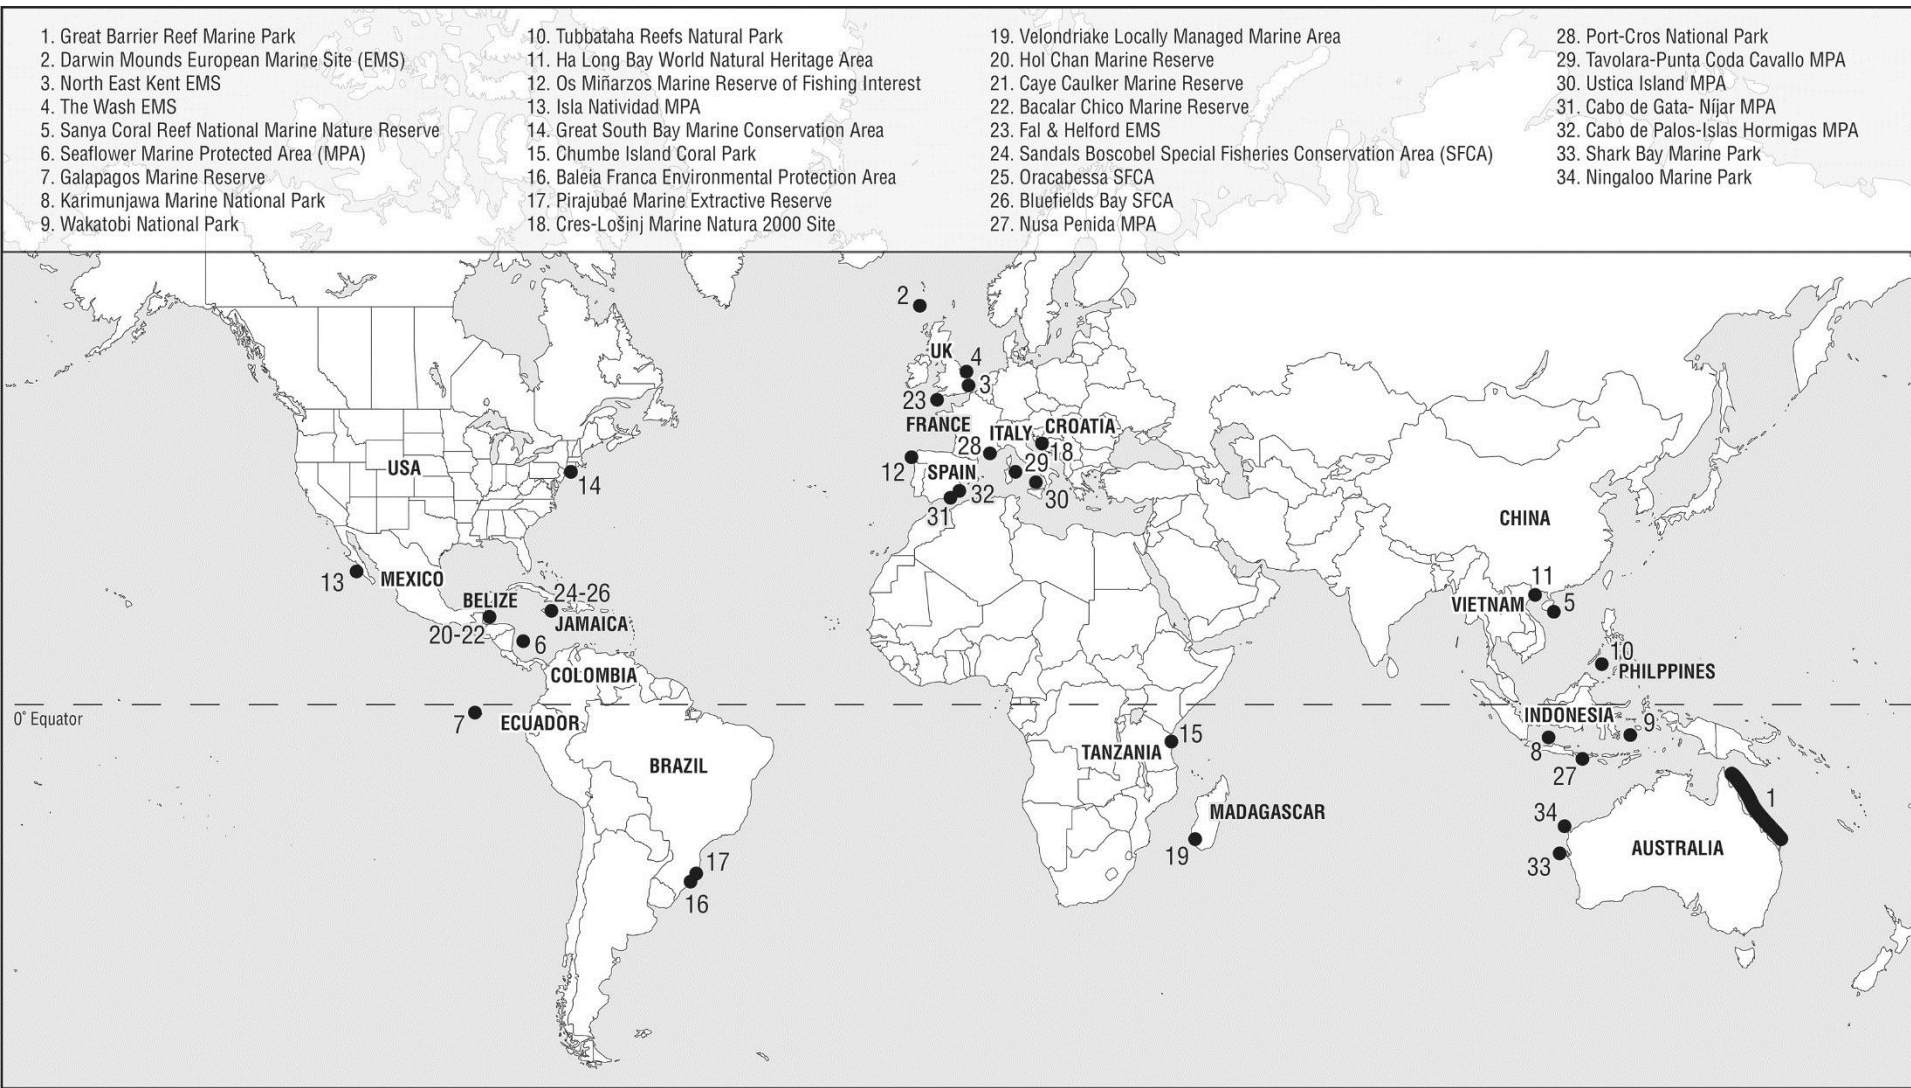 1. Great Barrier Reef Marine Park
2. Darwin Mounds European Marine Site (EMS)
3. North East Kent EMS
4. The Wash EMS
5. Sanya Coral Reef National Marine Nature Reserve
6. Seaflower Marine Protected Area (MPA)
7. Galapagos Marine Reserve
8. Karimunjawa Marine National Park
9. Wakatobi National Park
10. Tubbataha Reefs Natural Park
11. Ha Long Bay World Natural Heritage Area
12. Os Miñarzos Marine Reserve of Fishing Interest
13. Isla Natividad MPA
14. Great South Bay Marine Conservation Area
15. Chumbe Island Coral Park
16. Baleia Franca Environmental Protection Area
17. Pirajubaé Marine Extractive Reserve
18. Cres-Lošinj Marine Natura 2000 Site
19. Velondriake Locally Managed Marine Area
20. Hol Chan Marine Reserve
21. Caye Caulker Marine Reserve
22. Bacalar Chico Marine Reserve
23. Fal & Helford EMS
24. Sandals Boscobel Special Fisheries Conservation Area (SFCA)
25. Oracabessa SFCA
26. Bluefields Bay SFCA
27. Nusa Penida MPA
28. Port-Cros National Park
29. Tavolara-Punta Coda Cavallo MPA
30. Ustica Island MPA
31. Cabo de Gata- Níjar MPA
32. Cabo de Palos-Islas Hormigas MPA
33. Shark Bay Marine Park
34. Ningaloo Marine Park
2
UK
4
3
23
FRANCE
ITALY
CROATIA
28
18
12
SPAIN
29
32
30
31
USA
14
CHINA
13
MEXICO
11
BELIZE
24-26
VIETNAM
5
JAMAICA
20-22
6
10
COLOMBIA
PHILPPINES
0° Equator
7
ECUADOR
INDONESIA
9
15
TANZANIA
8
BRAZIL
27
1
MADAGASCAR
34
19
AUSTRALIA
17
33
16